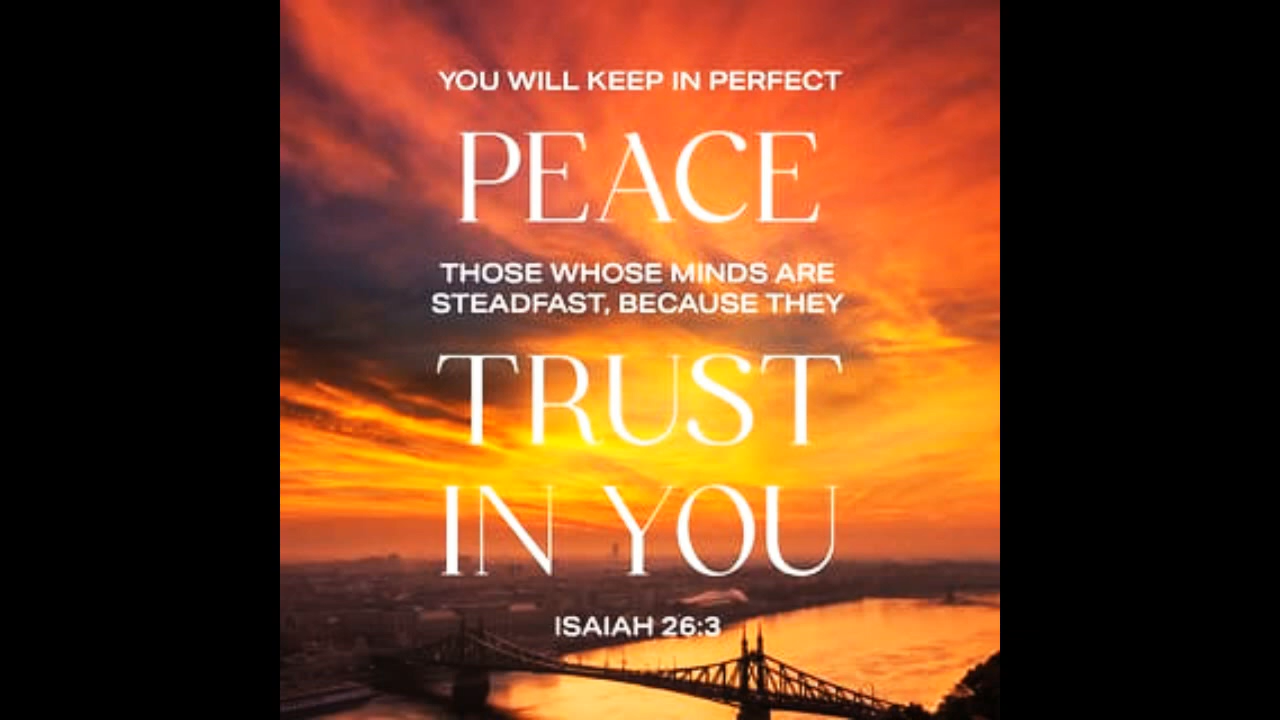 YOU WILL KEEP IN PERFECT
PEACE
THOSE WHOSE MINDS ARE
STEADFAST, BECAUSE THEY
TRUST
IN YOU
ISAIAH 26:3